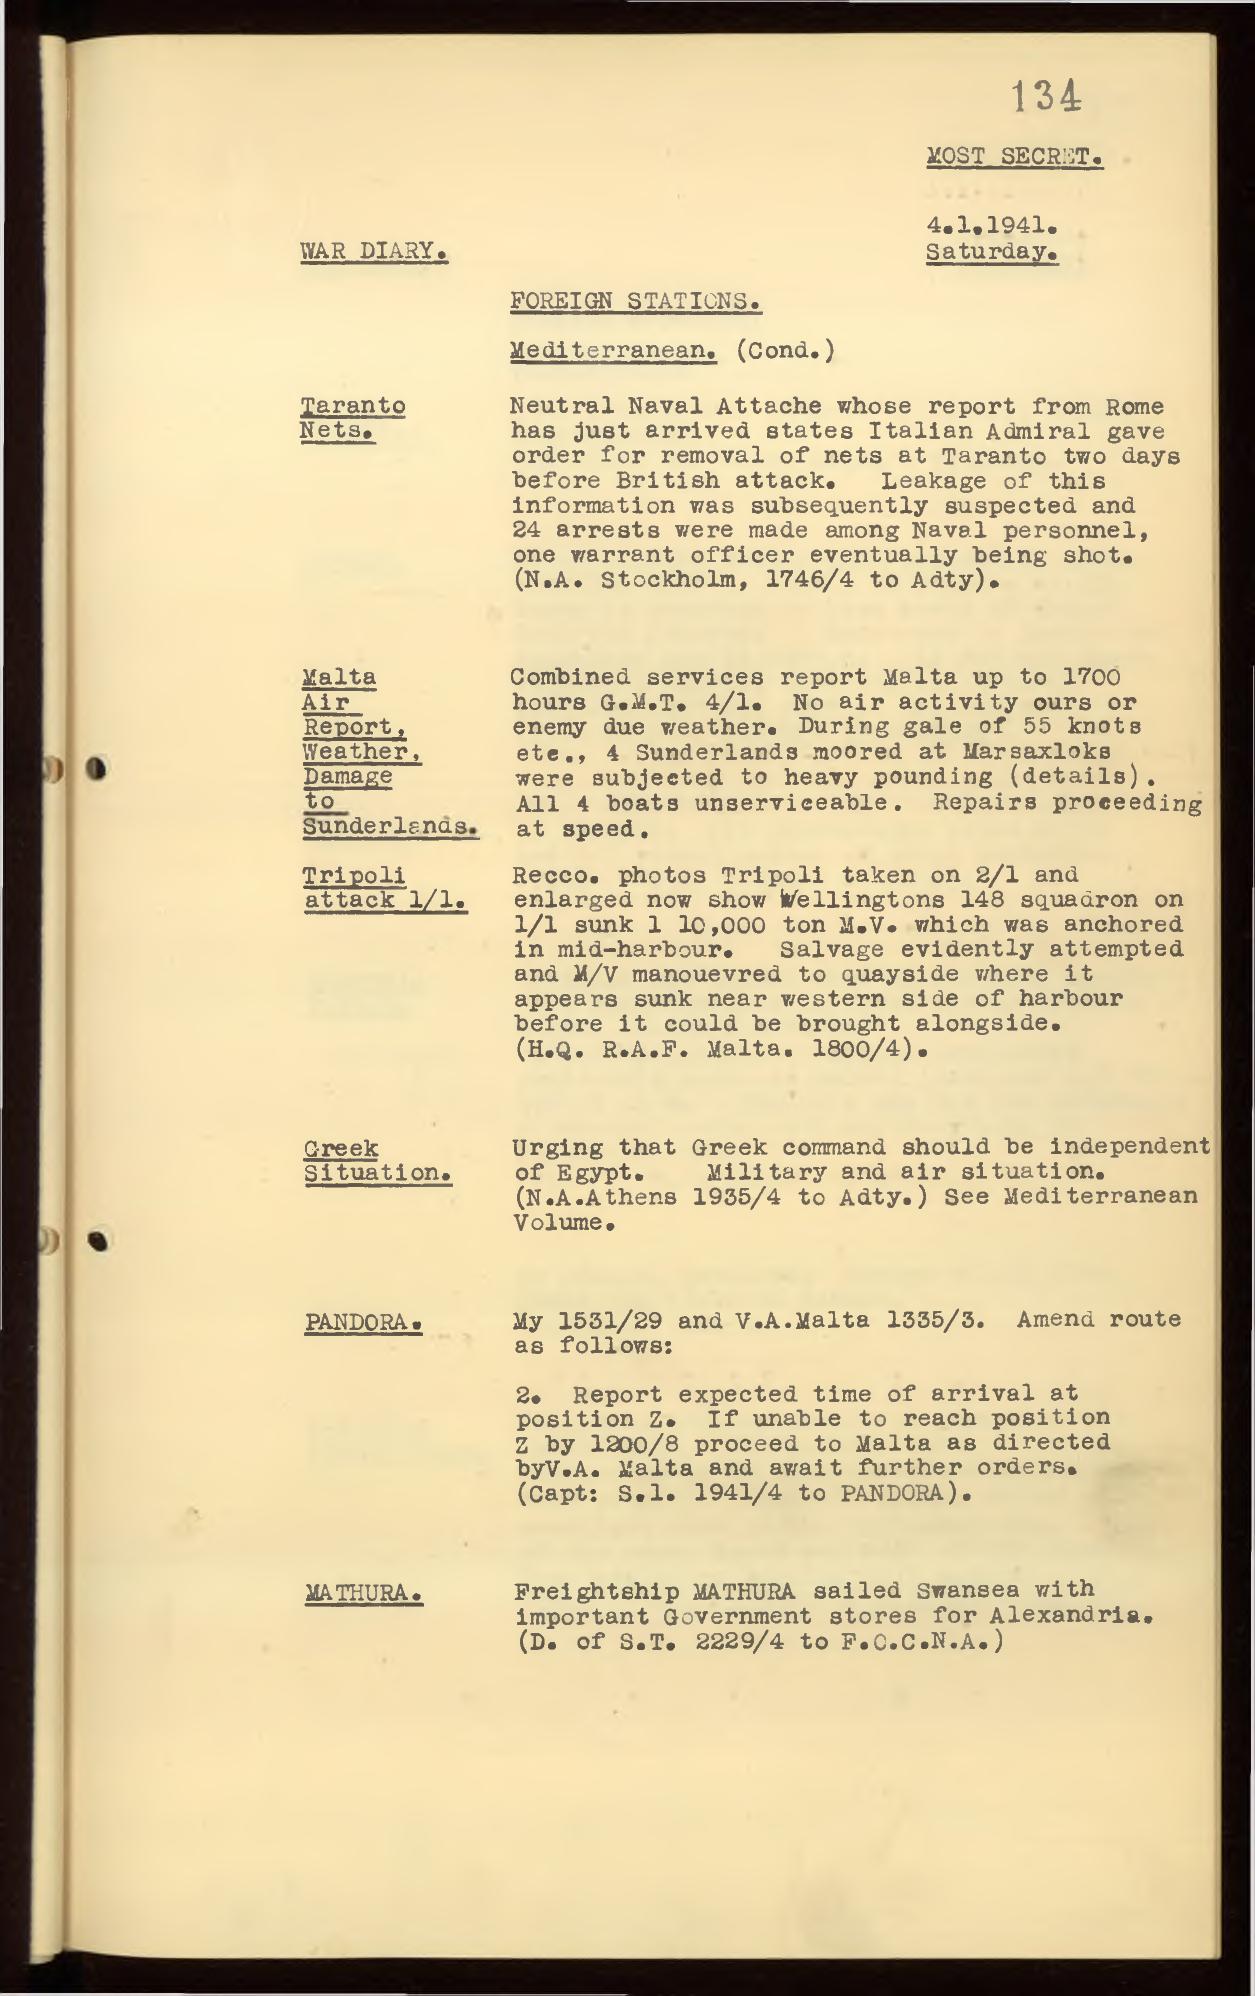 134
MOST SECRET.
4.1.1941.
WAR DIARY. Saturday.
FOREIGN STATIONS.
Mediterranean. (Cond.)
Taranto Neutral Naval Attache whose report from Rome
Nets. has just arrived states Italian Admiral gave
order for removal of nets at Taranto two days
before British attack. Leakage of this
information was subsequently suspected and
24 arrests were made among Naval personnel,
one warrant officer eventually being shot.
(N.A. Stockholm, 1746/4 to Adty).
Malta Combined services report Malta up to 1700
Air hours G.M.T. 4/1. No air activity ours or
Report, enemy due weather. During gale of 55 knots
Weather, etc., 4 Sunderlands moored at Marsaxloks
Damage were subjected to heavy pounding (details).
to All 4 boats unserviceable. Repairs proceeding
Sunderlands. at speed.
Tripoli Recco. photos Tripoli taken on 2/1 and
attack 1/1. enlarged now show Wellingtons 148 squadron on
1/1 sunk 1 10,000 ton M.V. which was anchored
in mid-harbour. Salvage evidently attempted
and M/V manouevred to quayside where it
appears sunk near western side of harbour
before it could be brought alongside.
(H.Q. R.A.F. Malta. 1800/4).
Greek Urging that Greek command should be independent
Situation. of Egypt. Military and air situation.
(N.A.Athens 1935/4 to Adty.) See Mediterranean
Volume.
PANDORA. My 1531/29 and V.A.Malta 1335/3. Amend route
as follows:
2. Report expected time of arrival at
position Z. If unable to reach position
Z by 1200/8 proceed to Malta as directed
byV.A. Malta and await further orders.
(Capt: S.1. 1941/4 to PANDORA).
MATHURA. Freightship MATHURA sailed Swansea with
important Government stores for Alexandria.
(D. of S.T. 2229/4 to F.O.C.N.A.)